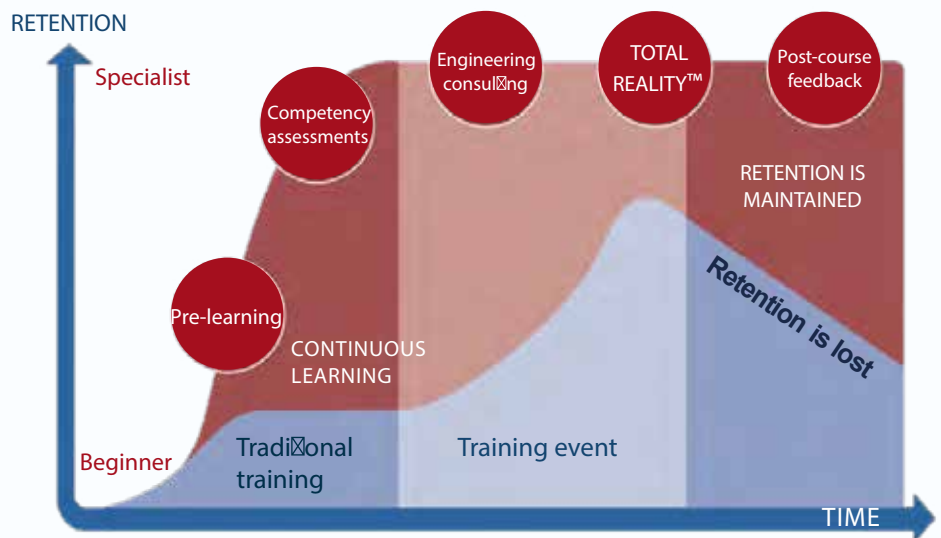 RETENTION
Specialist
Competency
assessments
Engineering
consul☒ng
TOTAL
REALITY™
Post-course
feedback
RETENTION IS
MAINTAINED
Pre-learning
CONTINUOUS
LEARNING
Retention is lost
Beginner
Tradi☒onal
training
Training event
TIME